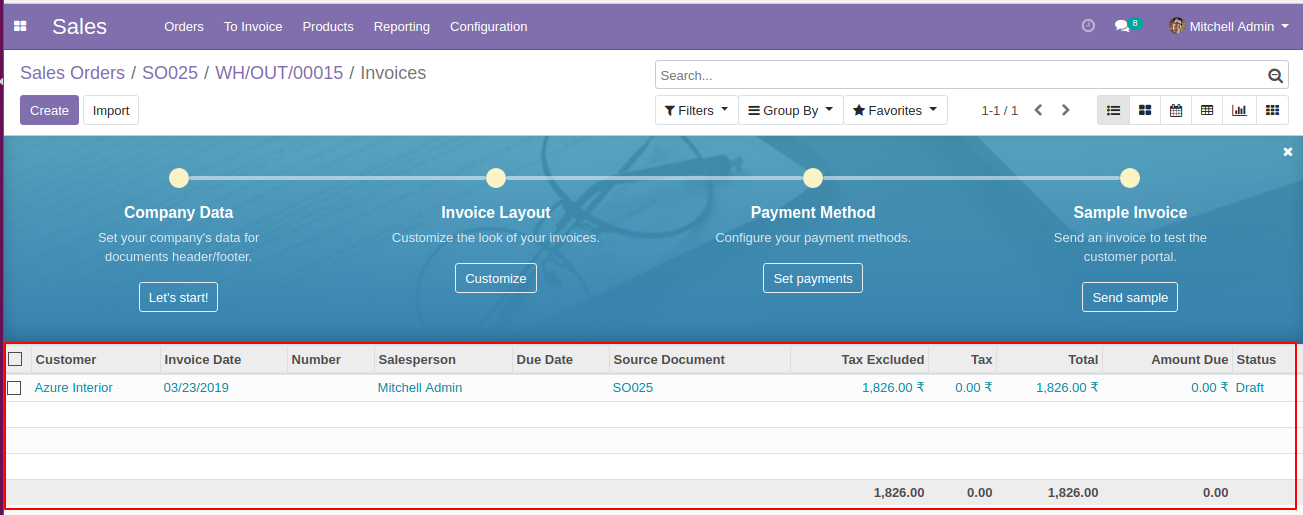 Sales Orders To Invoice Products Reporting Configuration 8 Mitchell Admin
Sales Orders / SO025 / WH/OUT/00015 / Invoices Search...
Create Import Filters Group By Favorites 1-1 / 1
Company Data Invoice Layout Payment Method Sample Invoice
Set your company's data for Customize the look of your invoices. Configure your payment methods. Send an invoice to test the
documents header/footer. customer portal.
Customize Set payments
Let's start! Send sample
Customer Invoice Date Number Salesperson Due Date Source Document Tax Excluded Tax Total Amount Due Status
Azure Interior 03/23/2019 Mitchell Admin SO025 1,826.00 ₹ 0.00 ₹ 1,826.00 ₹ 0.00 ₹ Draft
1,826.00 0.00 1,826.00 0.00